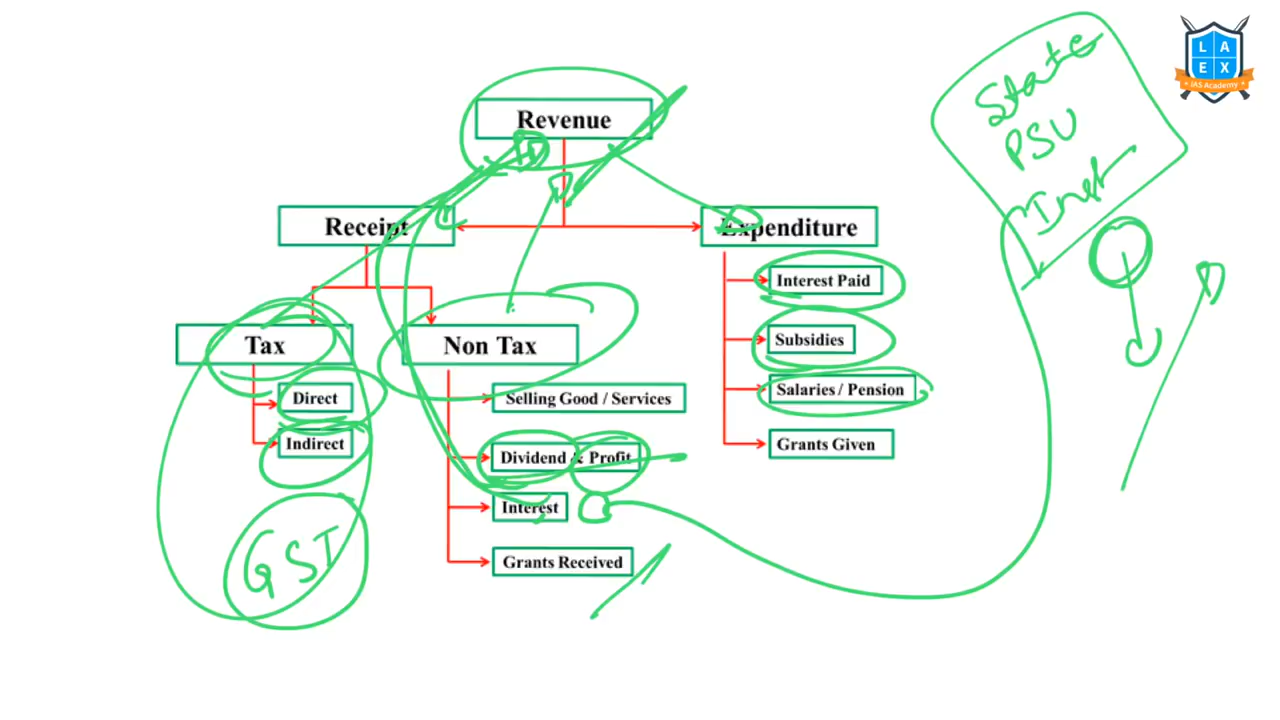 Revenue
Receipt
Expenditure
Tax
Direct
Indirect
Non Tax
Selling Good / Services
Dividend & Profit
Interest
Grants Received
Interest Paid
Subsidies
Salaries / Pension
Grants Given
GST
State
PSU
Inst
L A
E X
IAS Academy